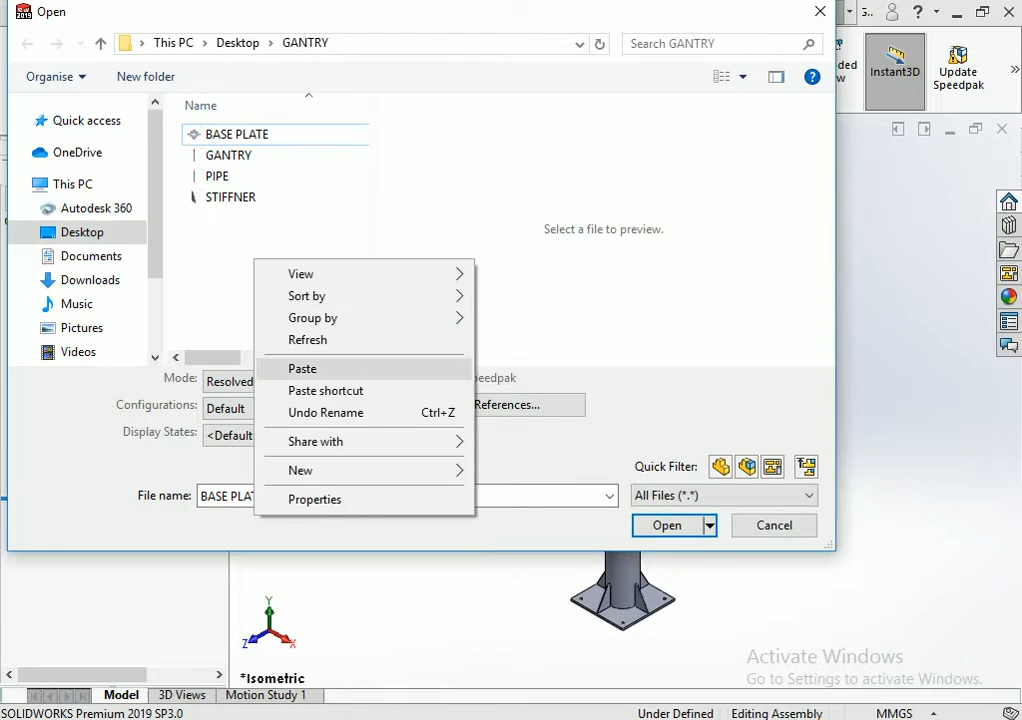 2019
Open
5..
?
This PC
Desktop
GANTRY
Search GANTRY
Organise
New folder
Name
Quick access
OneDrive
This PC
Autodesk 360
Desktop
Documents
Downloads
Music
Pictures
Videos
BASE PLATE
GANTRY
PIPE
STIFFNER
Select a file to preview.
Instant3D
Update
Speedpak
View
Sort by
Group by
Refresh
Paste
Paste shortcut
Undo Rename Ctrl+Z
Share with
New
Properties
Mode: Resolved
Configurations: Default
Display States: <Default
References...
Quick Filter:
File name:
All Files (*.*)
Open
Cancel
Y
Z
X
*Isometric
Activate Windows
Go to Settings to activate Windows.
Model
3D Views
Motion Study 1
SOLIDWORKS Premium 2019 SP3.0
Under Defined
Editing Assembly
MMGS